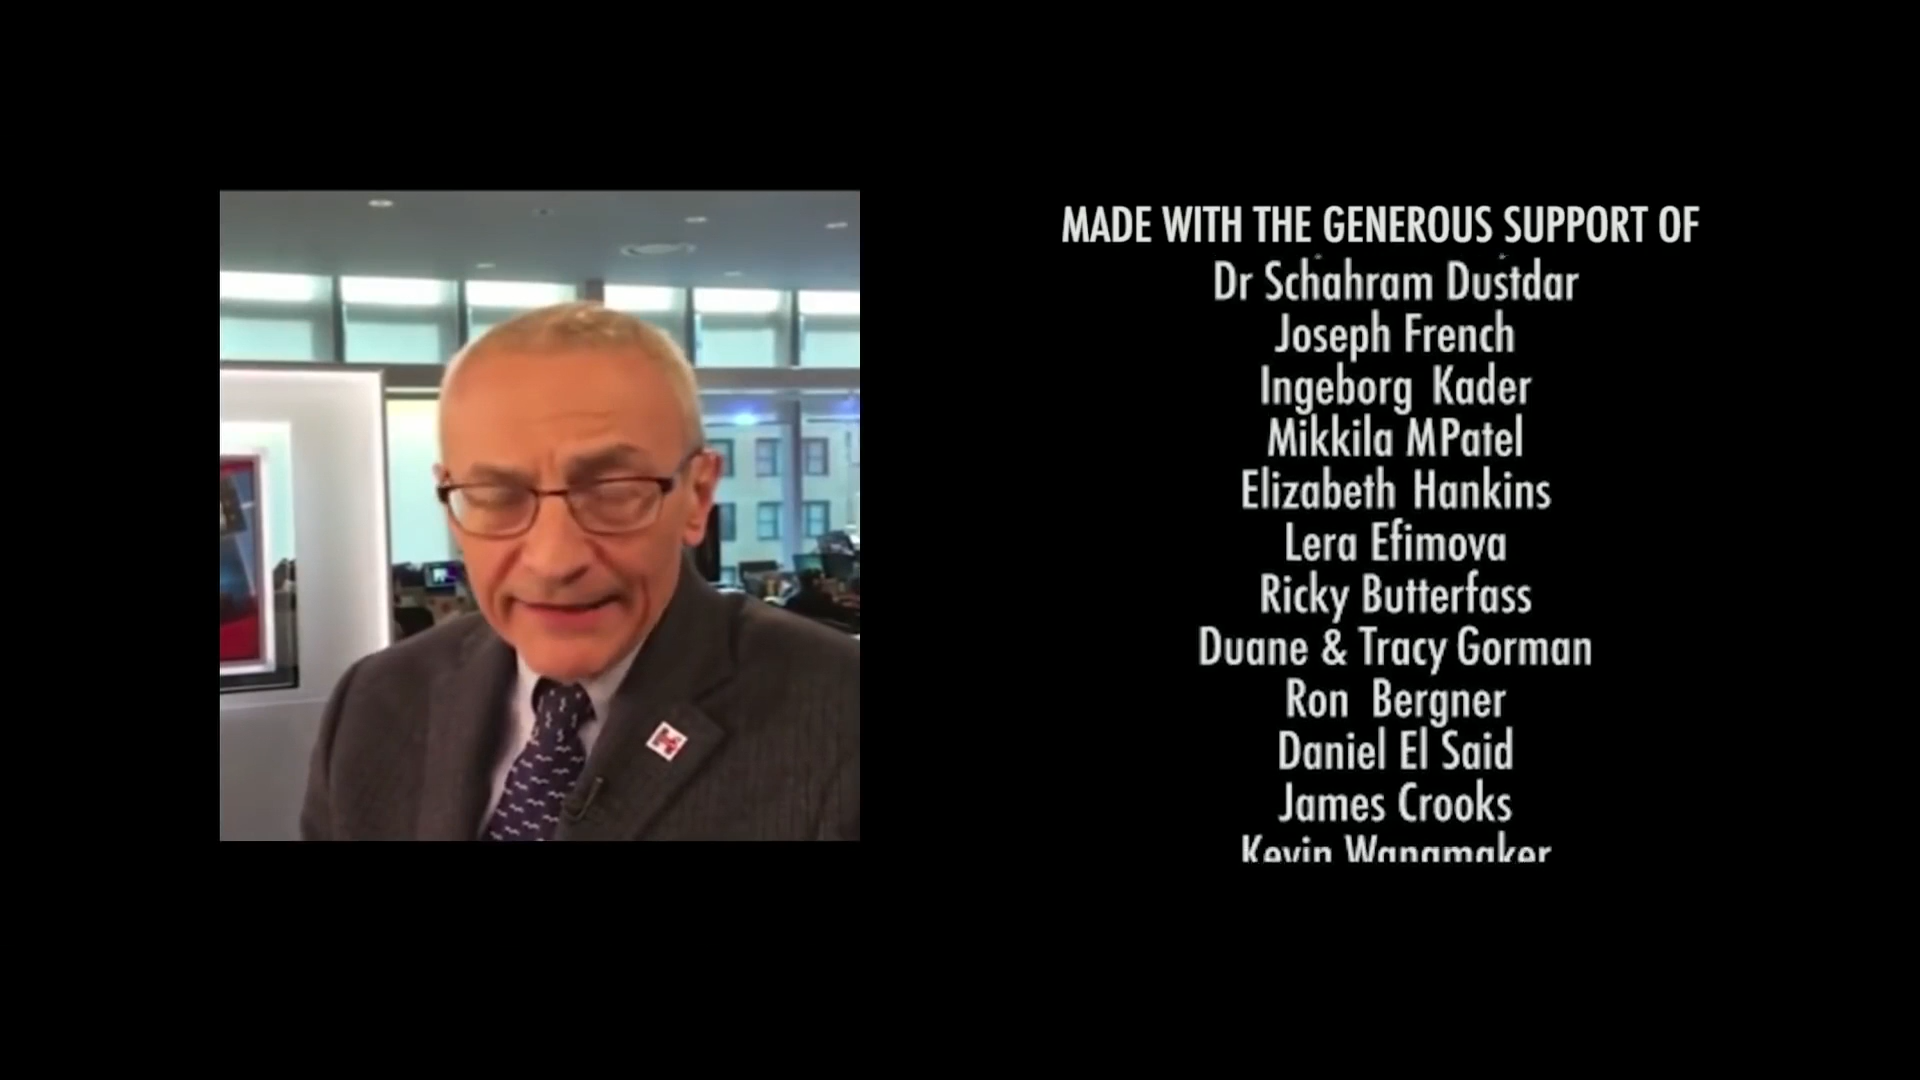 MADE WITH THE GENEROUS SUPPORT OF
Dr Schahram Dustdar
Joseph French
Ingeborg Kader
Mikkila MPatel
Elizabeth Hankins
Lera Efimova
Ricky Butterfass
Duane & Tracy Gorman
Ron Bergner
Daniel El Said
James Crooks
Kevin Wanamaker